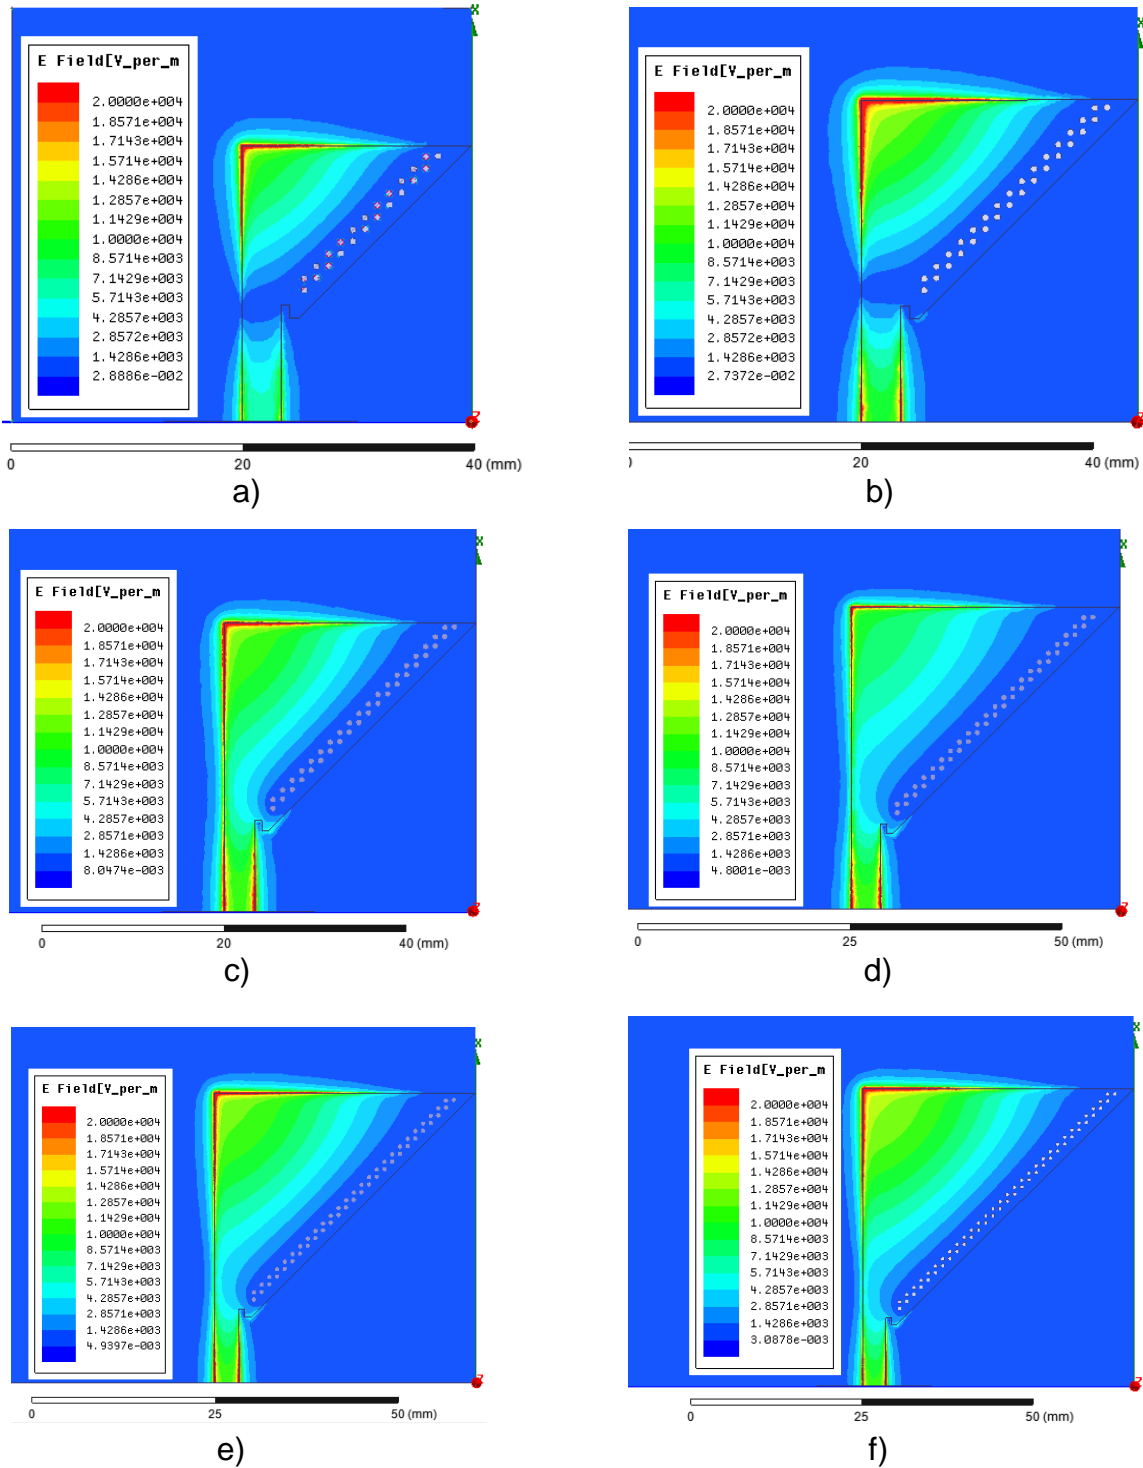 E Field[V_per_m
2.0000e+004
1.8571e+004
1.7143e+004
1.5714e+004
1.4286e+004
1.2857e+004
1.1429e+004
1.0000e+004
8.5714e+003
7.1429e+003
5.7143e+003
4.2857e+003
2.8572e+003
1.4286e+003
2.8886e-002
X
Z
0 20 40 (mm)
a)
E Field[V_per_m
2.0000e+004
1.8571e+004
1.7143e+004
1.5714e+004
1.4286e+004
1.2857e+004
1.1429e+004
1.0000e+004
8.5714e+003
7.1429e+003
5.7143e+003
4.2857e+003
2.8572e+003
1.4286e+003
2.7372e-002
X
Z
20 40 (mm)
b)
E Field[V_per_m
2.0000e+004
1.8571e+004
1.7143e+004
1.5714e+004
1.4286e+004
1.2857e+004
1.1429e+004
1.0000e+004
8.5714e+003
7.1429e+003
5.7143e+003
4.2857e+003
2.8571e+003
1.4286e+003
8.0474e-003
X
Z
0 20 40 (mm)
c)
E Field[V_per_m
2.0000e+004
1.8571e+004
1.7143e+004
1.5714e+004
1.4286e+004
1.2857e+004
1.1429e+004
1.0000e+004
8.5714e+003
7.1429e+003
5.7143e+003
4.2857e+003
2.8571e+003
1.4286e+003
4.8001e-003
X
Z
0 25 50 (mm)
d)
E Field[V_per_m
2.0000e+004
1.8571e+004
1.7143e+004
1.5714e+004
1.4286e+004
1.2857e+004
1.1429e+004
1.0000e+004
8.5714e+003
7.1429e+003
5.7143e+003
4.2857e+003
2.8571e+003
1.4286e+003
4.9397e-003
X
Z
0 25 50 (mm)
e)
E Field[V_per_m
2.0000e+004
1.8571e+004
1.7143e+004
1.5714e+004
1.4286e+004
1.2857e+004
1.1429e+004
1.0000e+004
8.5714e+003
7.1429e+003
5.7143e+003
4.2857e+003
2.8571e+003
1.4286e+003
3.0878e-003
X
Z
0 25 50 (mm)
f)